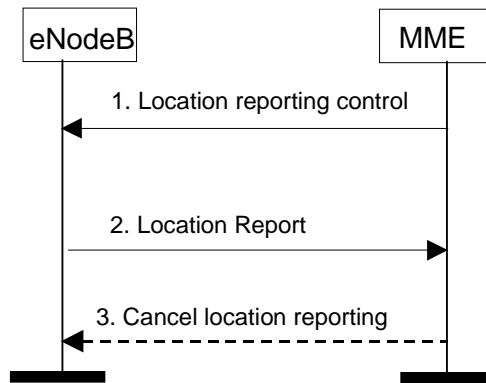 eNodeB
MME
1. Location reporting control
2. Location Report
3. Cancel location reporting